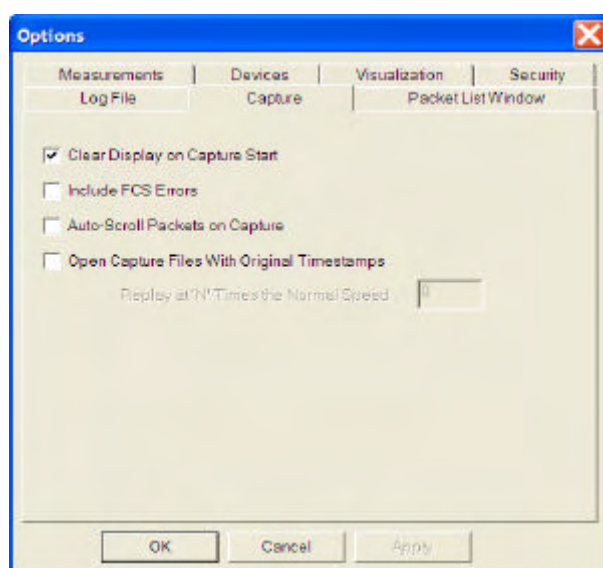 Options
Measurements Devices Visualization Security
Log File Capture Packet List Window
Clear Display on Capture Start
Include FCS Errors
Auto-Scroll Packets on Capture
Open Capture Files With Original Timestamps
Replay at 'N' Times the Normal Speed
OK Cancel Apply